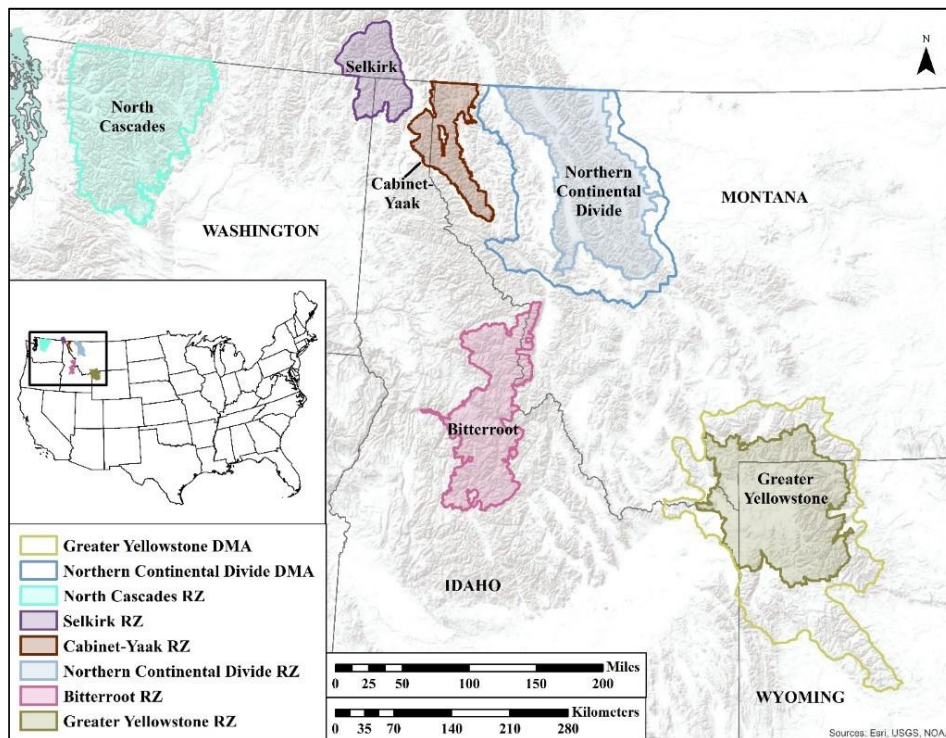 N
Selkirk
North
Cascades
Cabinet-
Yaak
Northern
Continental
Divide
MONTANA
WASHINGTON
Bitterroot
Greater
Yellowstone
IDAHO
WYOMING
Greater Yellowstone DMA
Northern Continental Divide DMA
North Cascades RZ
Selkirk RZ
Cabinet-Yaak RZ
Northern Continental Divide RZ
Bitterroot RZ
Greater Yellowstone RZ
Miles
0 25 50 100 150 200
Kilometers
0 35 70 140 210 280
Sources: Esri, USGS, NOA